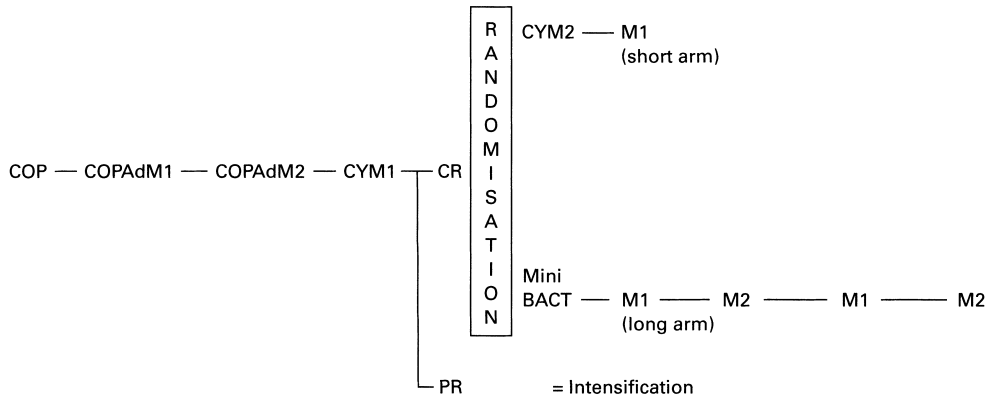 CYM2 — M1
(short arm)
COP — COPAdM1 — COPAdM2 — CYM1 — CR
RANDOMISATION
Mini
BACT — M1 — M2 — M1 — M2
(long arm)
PR = Intensification